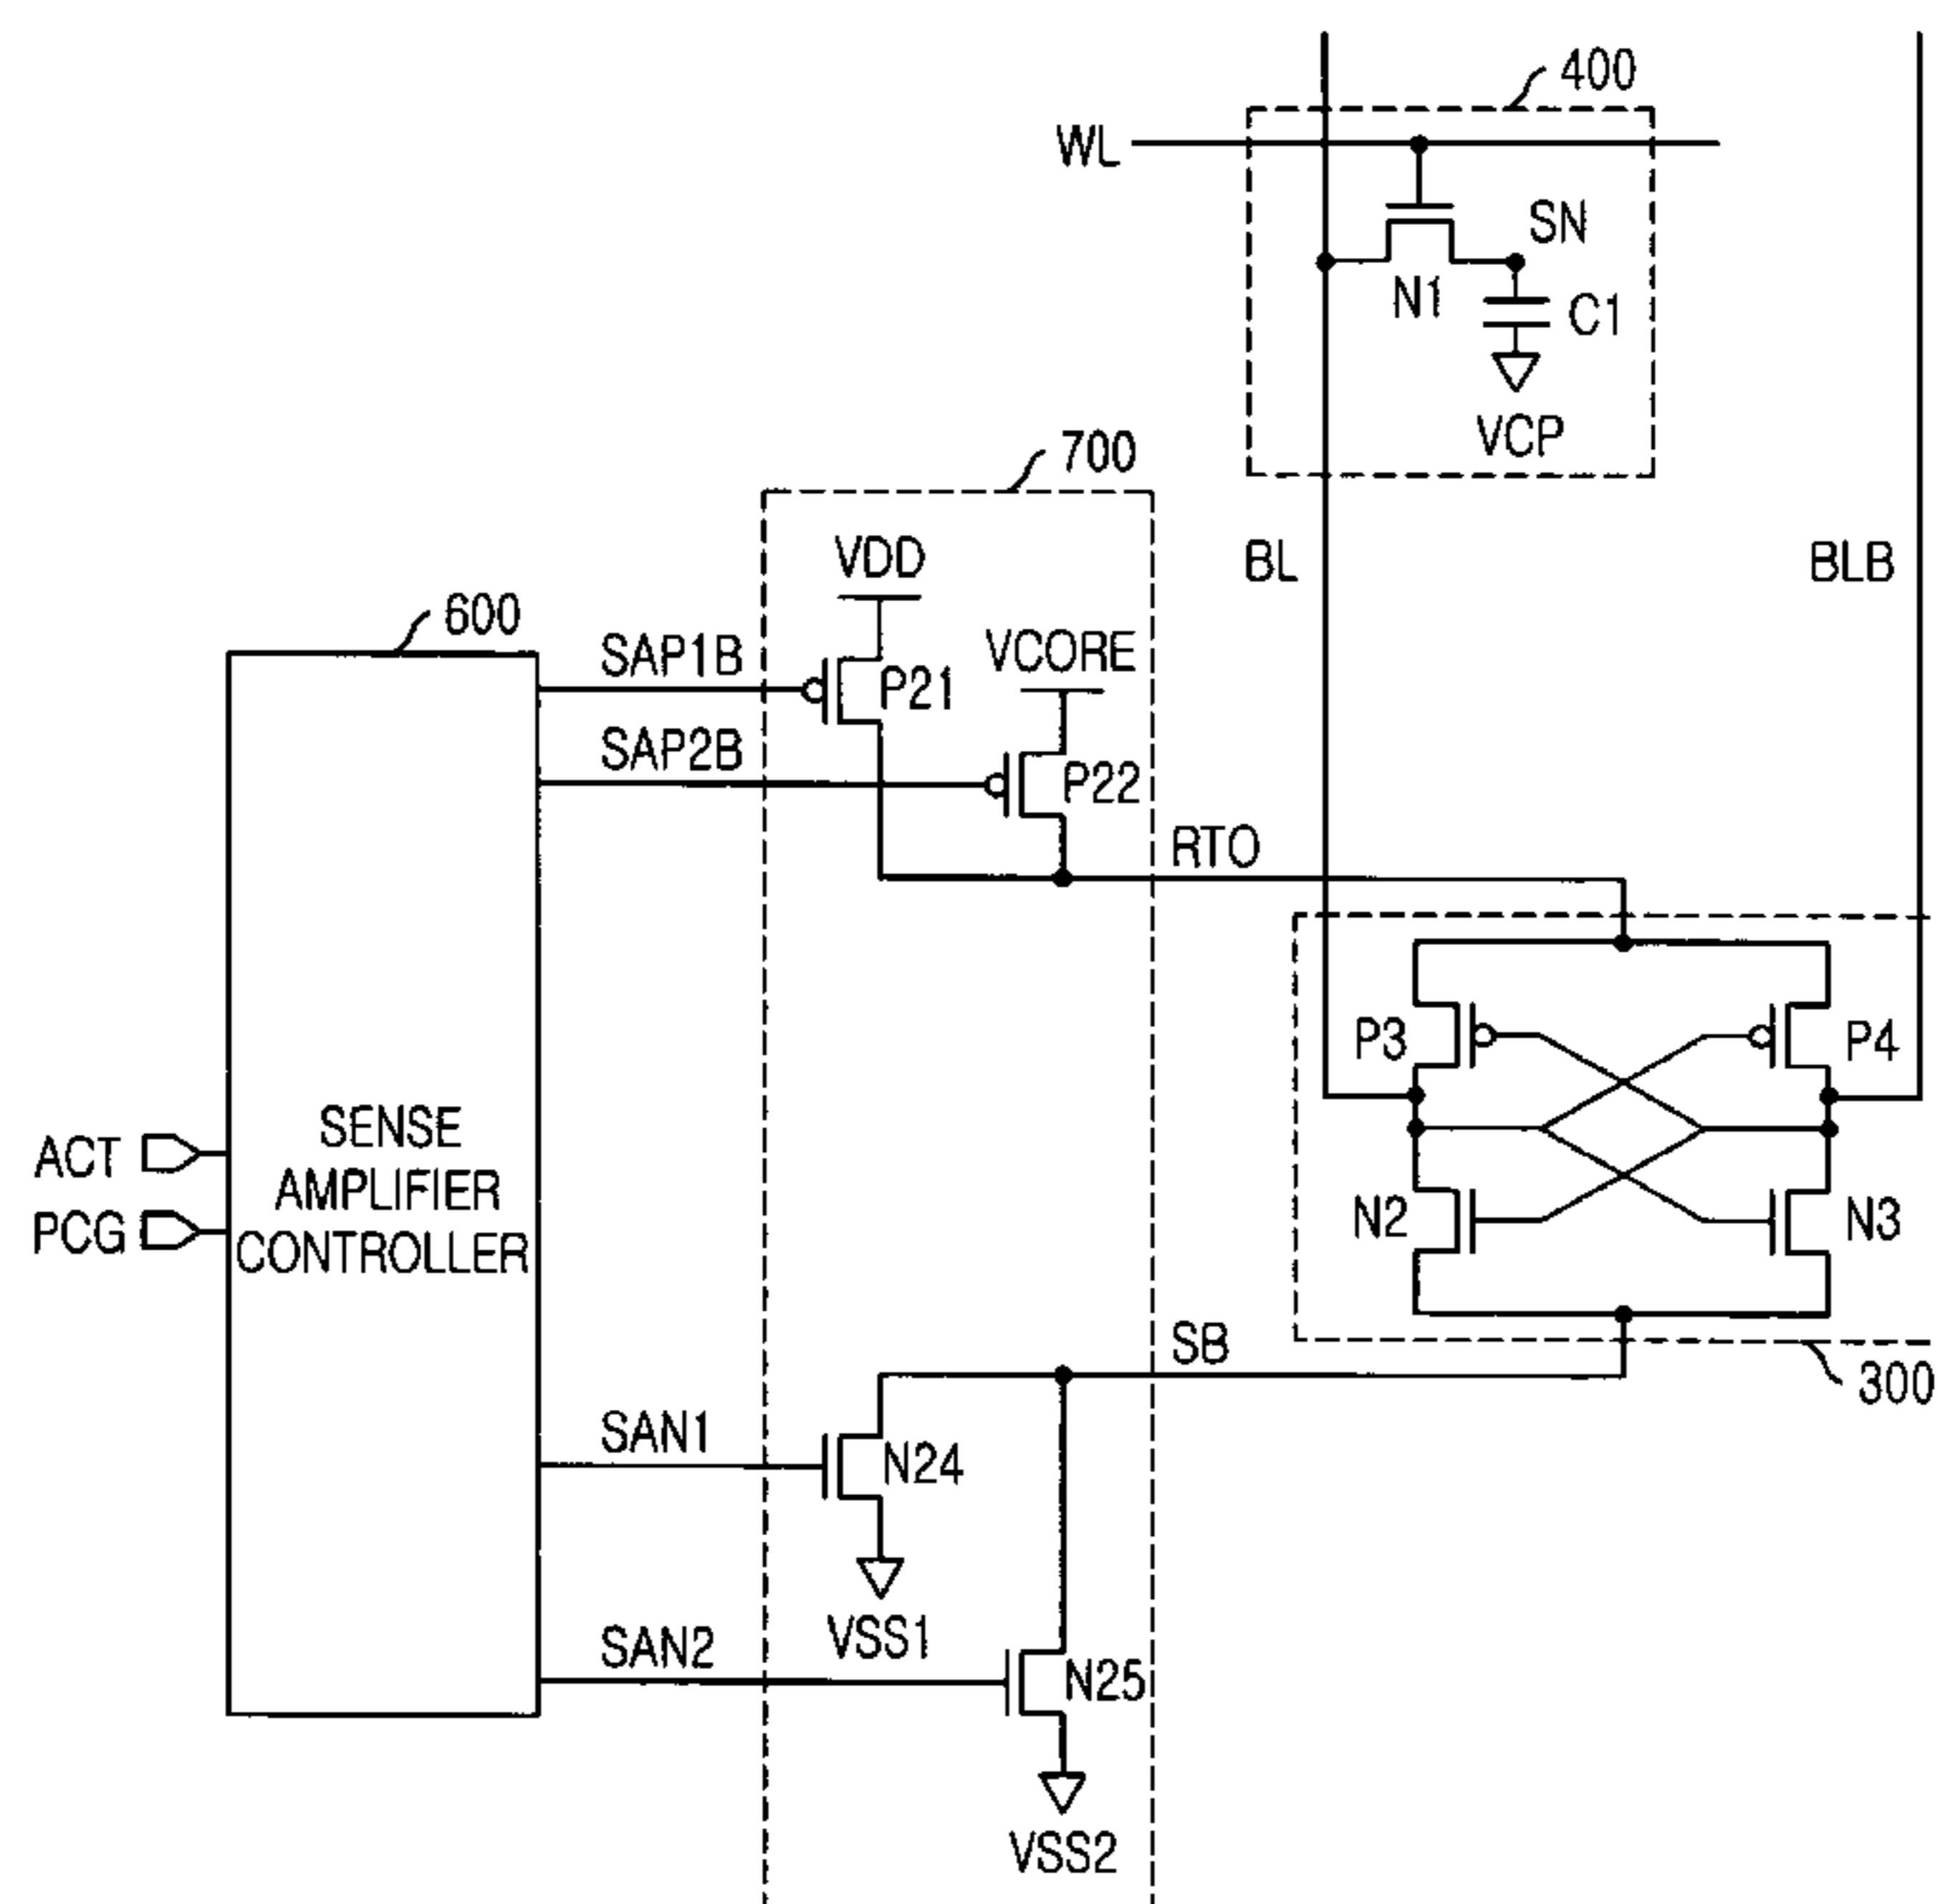 400
WL
SN
N1
C1
VCP
700
VDD
BL
BLB
600
SAP1B
VCORE
P21
SAP2B
P22
RTO
P3
P4
ACT
SENSE
AMPLIFIER
CONTROLLER
PCG
N2
N3
SB
300
SAN1
N24
VSS1
SAN2
N25
VSS2